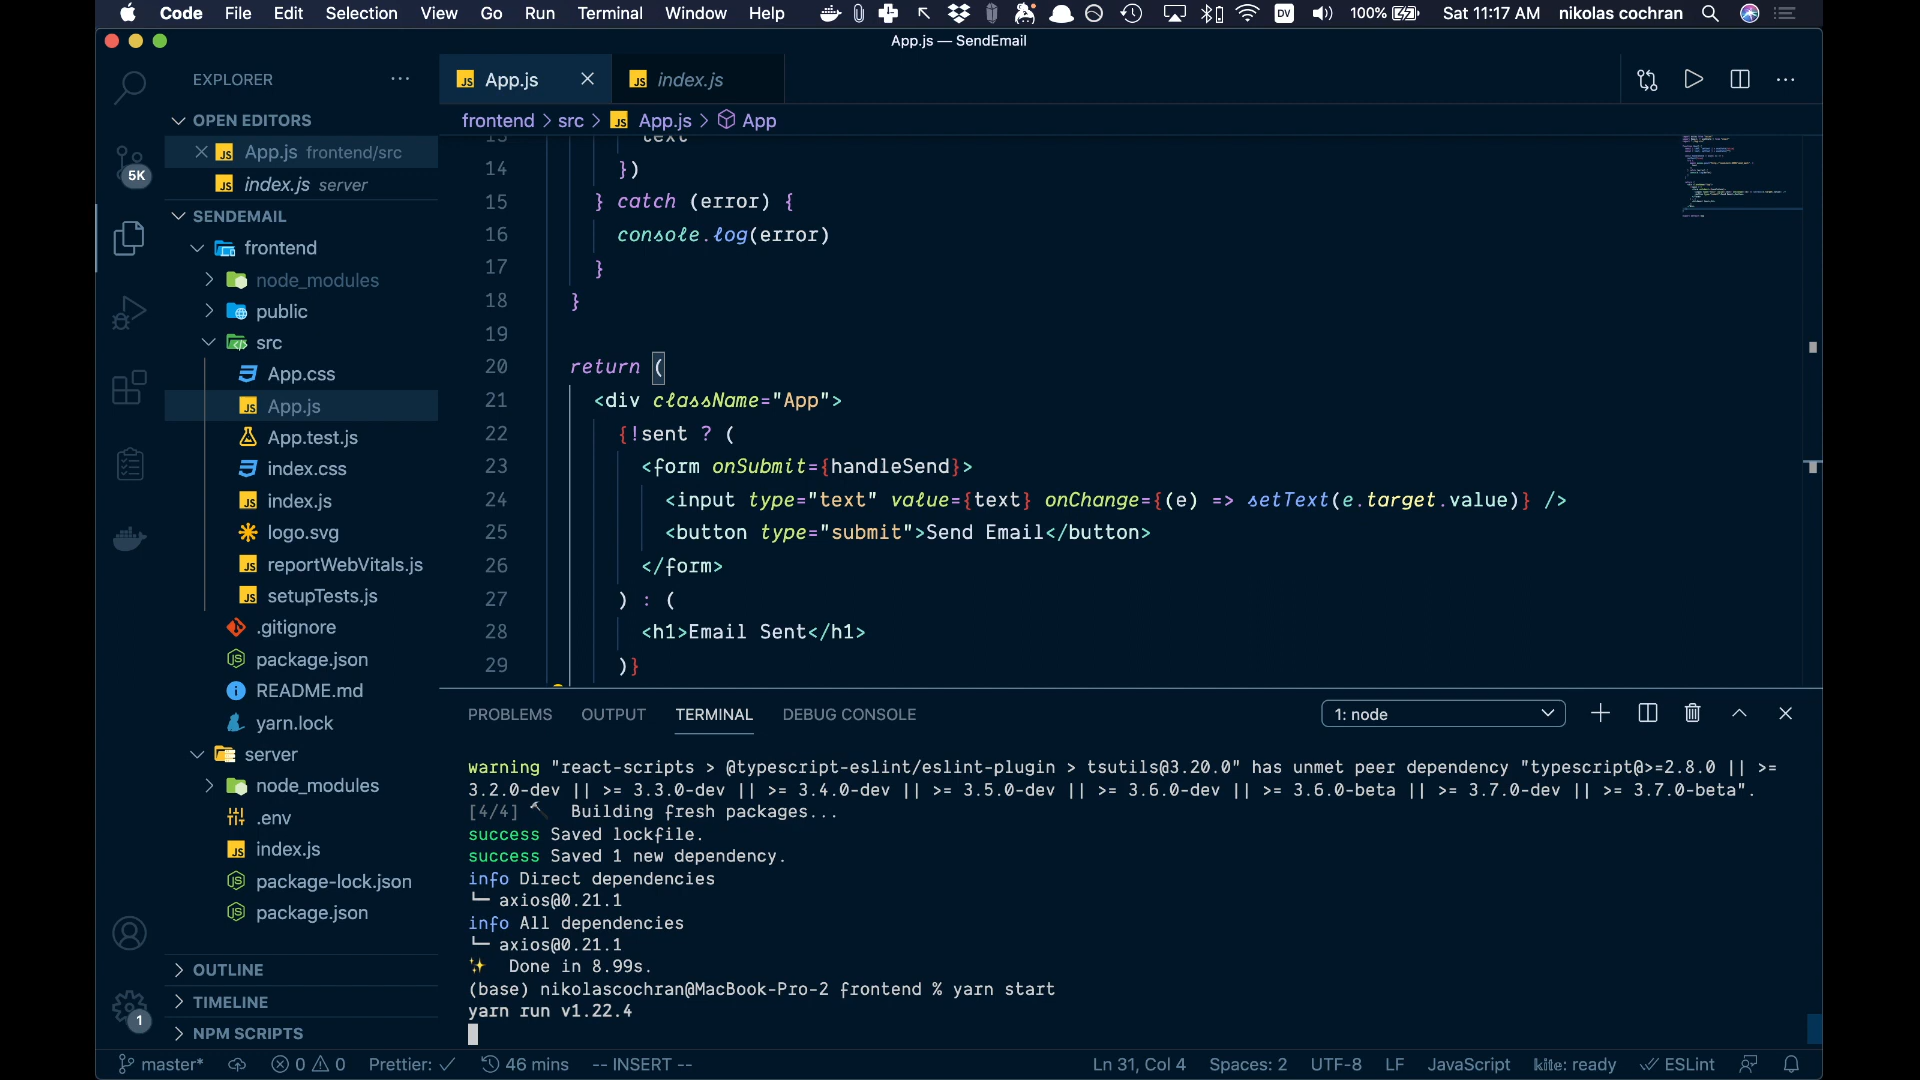 Code File Edit Selection View Go Run Terminal Window Help DV 100% Sat 11:17 AM nikolas cochran
App.js — SendEmail
EXPLORER
App.js
index.js
OPEN EDITORS
frontend > src > JS App.js > App
JS App.js frontend/src
JS index.js server
5K
SENDEMAIL
frontend
node_modules
public
src
App.css
JS App.js
App.test.js
index.css
JS index.js
logo.svg
JS reportWebVitals.js
JS setupTests.js
.gitignore
package.json
README.md
yarn.lock
server
node_modules
.env
JS index.js
package-lock.json
package.json
OUTLINE
TIMELINE
NPM SCRIPTS
1
13 text
14 })
15 } catch (error) {
16 console.log(error)
17 }
18 }
19
20 return (
21 <div className="App">
22 {!sent ? (
23 <form onSubmit={handleSend}>
24 <input type="text" value={text} onChange={(e) => setText(e.target.value)} />
25 <button type="submit">Send Email</button>
26 </form>
27 ) : (
28 <h1>Email Sent</h1>
29 )}
PROBLEMS OUTPUT TERMINAL DEBUG CONSOLE 1: node
warning "react-scripts > @typescript-eslint/eslint-plugin > tsutils@3.20.0" has unmet peer dependency "typescript@>=2.8.0 || >=
3.2.0-dev || >= 3.3.0-dev || >= 3.4.0-dev || >= 3.5.0-dev || >= 3.6.0-dev || >= 3.6.0-beta || >= 3.7.0-dev || >= 3.7.0-beta".
[4/4] 🔨 Building fresh packages...
success Saved lockfile.
success Saved 1 new dependency.
info Direct dependencies
└─ axios@0.21.1
info All dependencies
└─ axios@0.21.1
✨ Done in 8.99s.
(base) nikolascochran@MacBook-Pro-2 frontend % yarn start
yarn run v1.22.4
master* 0 0 Prettier: ✓ 46 mins -- INSERT -- Ln 31, Col 4 Spaces: 2 UTF-8 LF JavaScript kite: ready ESLint